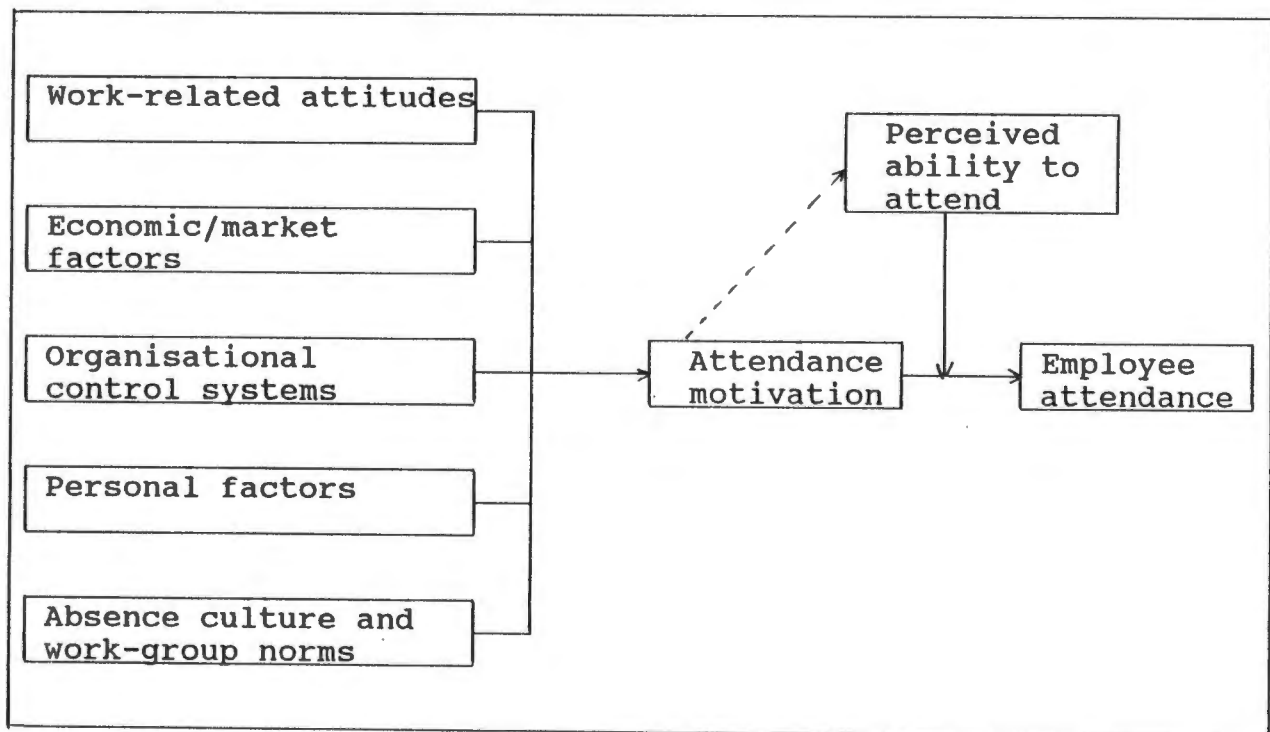 Work-related attitudes
Economic/market
factors
Organisational
control systems
Personal factors
Absence culture and
work-group norms
Perceived
ability to
attend
Attendance
motivation
Employee
attendance